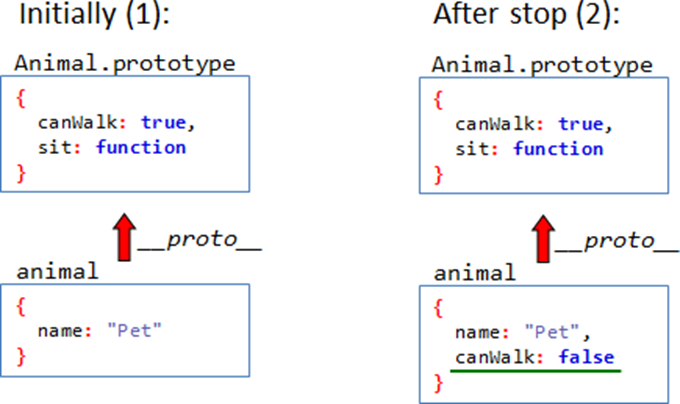 Initially (1):
Animal.prototype
{
canWalk: true,
sit: function
}
__proto__
animal
{
name: "Pet"
}
After stop (2):
Animal.prototype
{
canWalk: true,
sit: function
}
__proto__
animal
{
name: "Pet",
canWalk: false
}